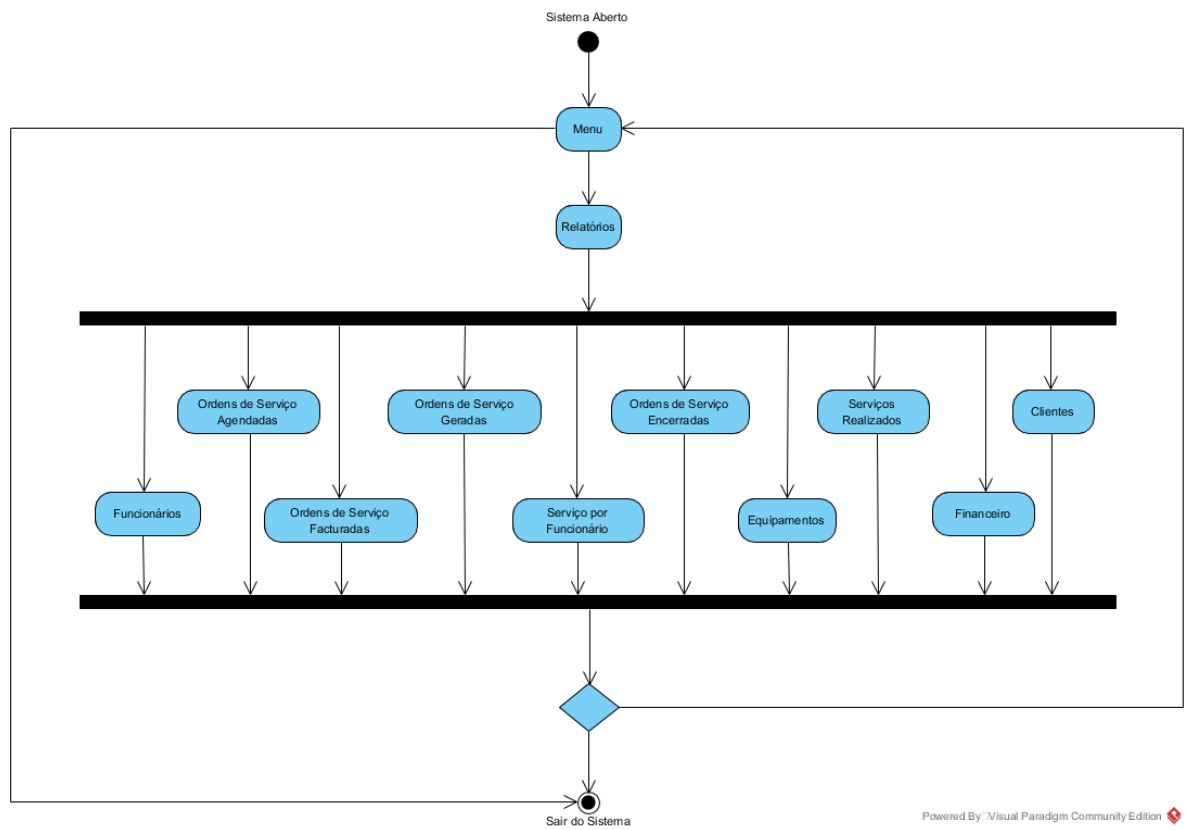 Sistema Aberto
Menu
Relatórios
Ordens de Serviço
Agendadas
Ordens de Serviço
Geradas
Ordens de Serviço
Encerradas
Serviços
Realizados
Clientes
Funcionários
Ordens de Serviço
Facturadas
Serviço por
Funcionário
Equipamentos
Financeiro
Sair do Sistema
Powered By Visual Paradigm Community Edition